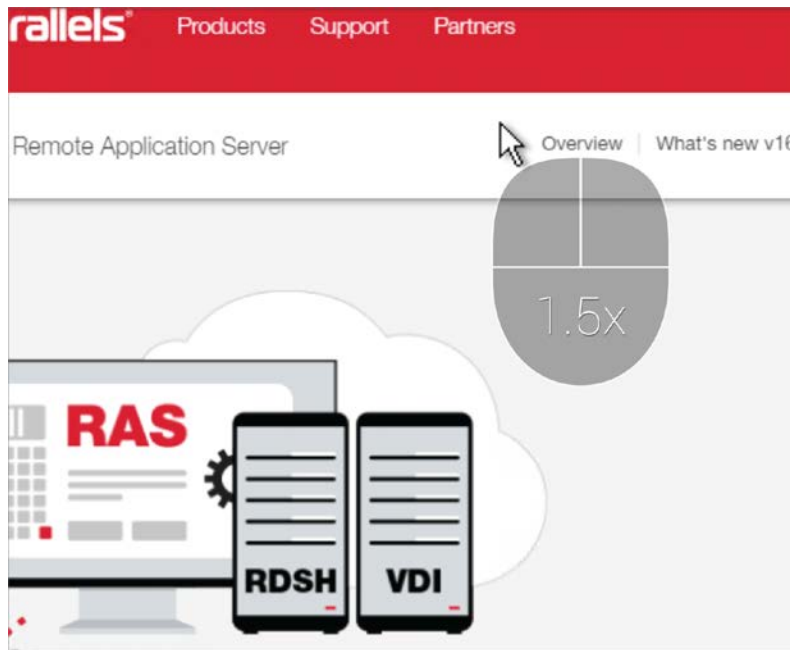 rallels® Products Support Partners
Remote Application Server Overview What's new v16
1.5x
RAS
RDSH VDI